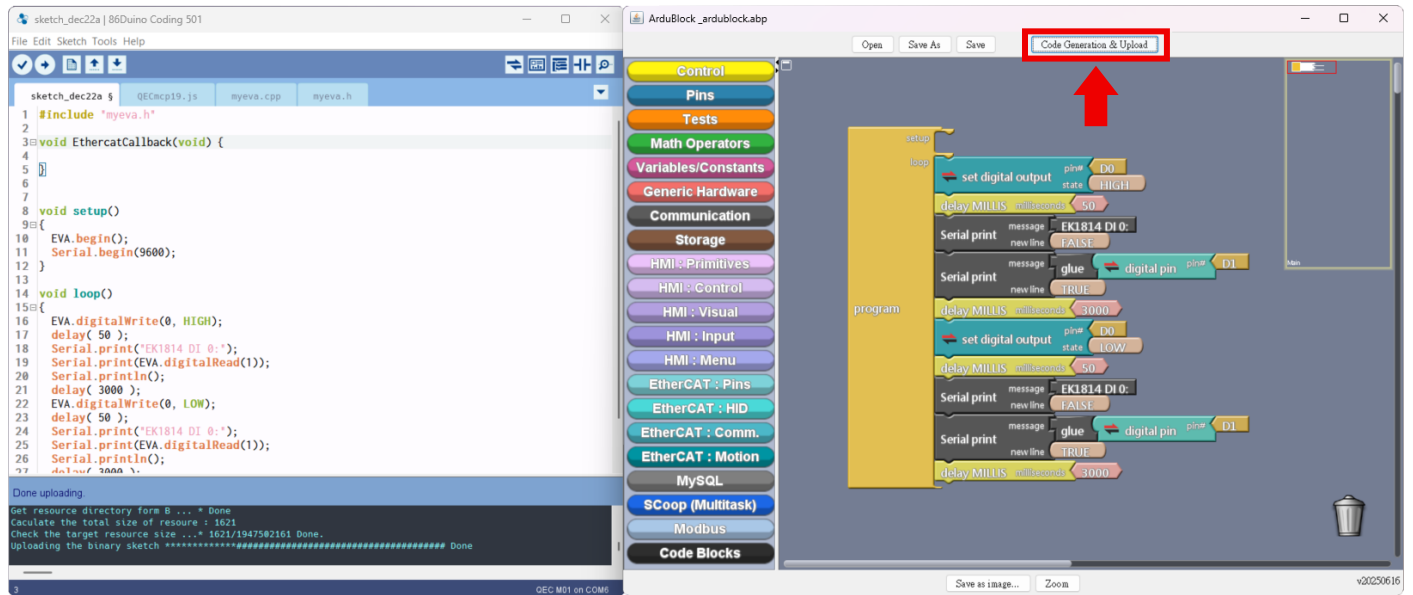 sketch_dec22a | 86Duino Coding 501
File Edit Sketch Tools Help
sketch_dec22a § QECmcp19.js myeva.cpp myeva.h
1 #include "myeva.h"
2
3 void EthercatCallback(void) {
4
5 }
6
7
8 void setup()
9 {
10 EVA.begin();
11 Serial.begin(9600);
12 }
13
14 void loop()
15 {
16 EVA.digitalWrite(0, HIGH);
17 delay( 50 );
18 Serial.print("EK1814 DI 0:");
19 Serial.print(EVA.digitalRead(1));
20 Serial.println();
21 delay( 3000 );
22 EVA.digitalWrite(0, LOW);
23 delay( 50 );
24 Serial.print("EK1814 DI 0:");
25 Serial.print(EVA.digitalRead(1));
26 Serial.println();
27 delay( 3000 );
Done uploading.
Get resource directory form B ... * Done
Caculate the total size of resoure : 1621
Check the target resource size ...* 1621/1947502161 Done.
Uploading the binary sketch *************###################################### Done
3 QEC M01 on COM6
ArduBlock _ardublock.abp
Open Save As Save Code Generation & Upload
Control
Pins
Tests
Math Operators
Variables/Constants
Generic Hardware
Communication
Storage
HMI : Primitives
HMI : Control
HMI : Visual
HMI : Input
HMI : Menu
EtherCAT : Pins
EtherCAT : HID
EtherCAT : Comm.
EtherCAT : Motion
MySQL
SCoop (Multitask)
Modbus
Code Blocks
program
setup
loop
set digital output pin# D0
state HIGH
delay MILLIS milliseconds 50
Serial print message EK1814 DI 0:
new line FALSE
Serial print message glue digital pin pin# D1
new line TRUE
delay MILLIS milliseconds 3000
set digital output pin# D0
state LOW
delay MILLIS milliseconds 50
Serial print message EK1814 DI 0:
new line FALSE
Serial print message glue digital pin pin# D1
new line TRUE
delay MILLIS milliseconds 3000
Main
Save as image... Zoom
v20250616